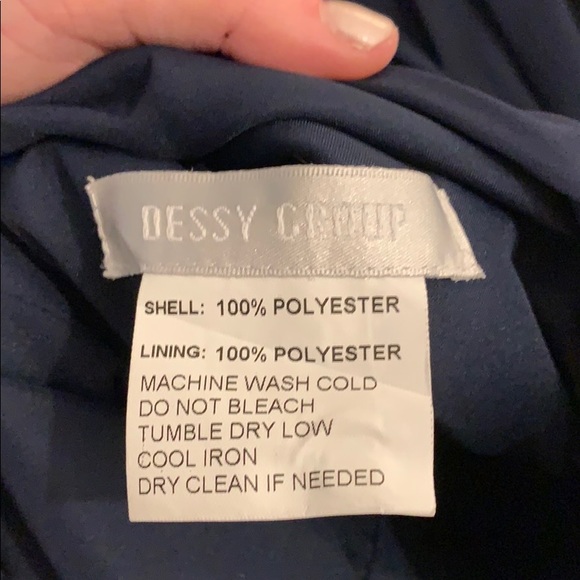 DESSY GROUP
SHELL: 100% POLYESTER
LINING: 100% POLYESTER
MACHINE WASH COLD
DO NOT BLEACH
TUMBLE DRY LOW
COOL IRON
DRY CLEAN IF NEEDED